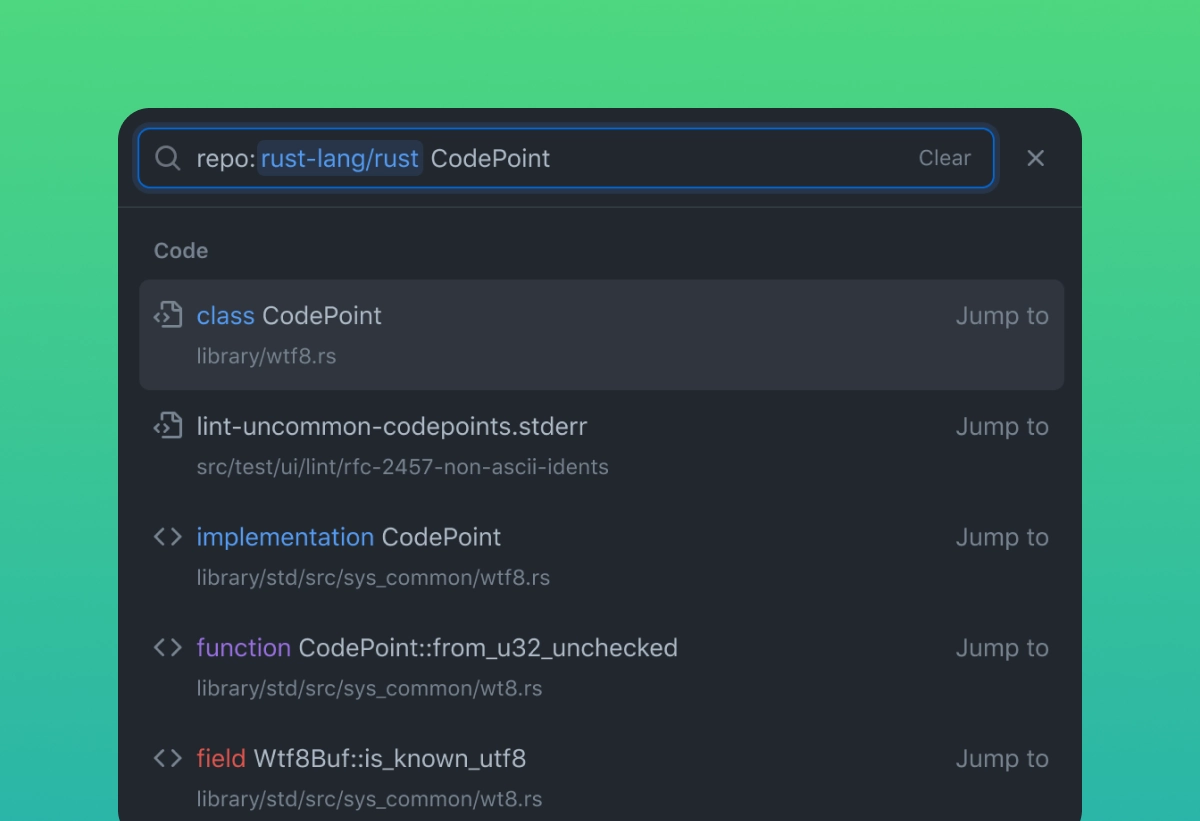 repo:rust-lang/rust CodePoint Clear
Code
class CodePoint Jump to
library/wtf8.rs
lint-uncommon-codepoints.stderr Jump to
src/test/ui/lint/rfc-2457-non-ascii-idents
implementation CodePoint Jump to
library/std/src/sys_common/wtf8.rs
function CodePoint::from_u32_unchecked Jump to
library/std/src/sys_common/wt8.rs
field Wtf8Buf::is_known_utf8 Jump to
library/std/src/sys_common/wt8.rs